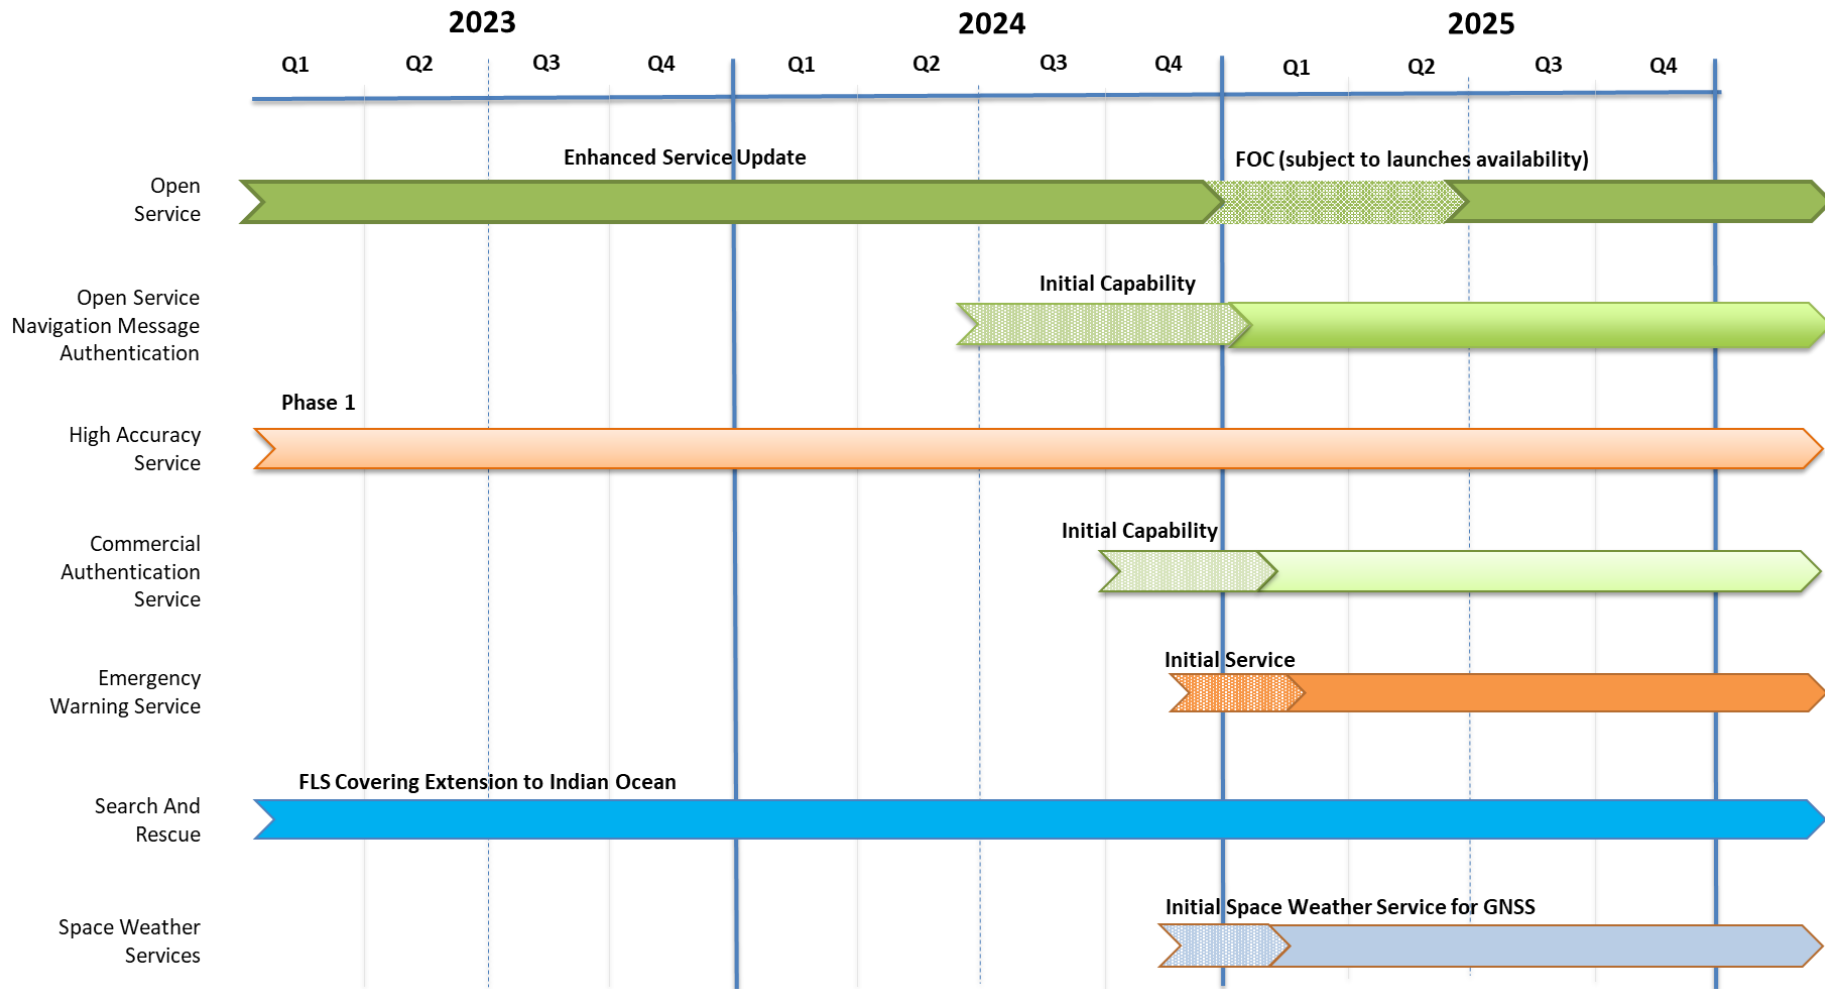 2023
2024
2025
Q1 Q2 Q3 Q4 Q1 Q2 Q3 Q4 Q1 Q2 Q3 Q4
Enhanced Service Update
FOC (subject to launches availability)
Open
Service
Initial Capability
Open Service
Navigation Message
Authentication
Phase 1
High Accuracy
Service
Initial Capability
Commercial
Authentication
Service
Initial Service
Emergency
Warning Service
FLS Covering Extension to Indian Ocean
Search And
Rescue
Initial Space Weather Service for GNSS
Space Weather
Services